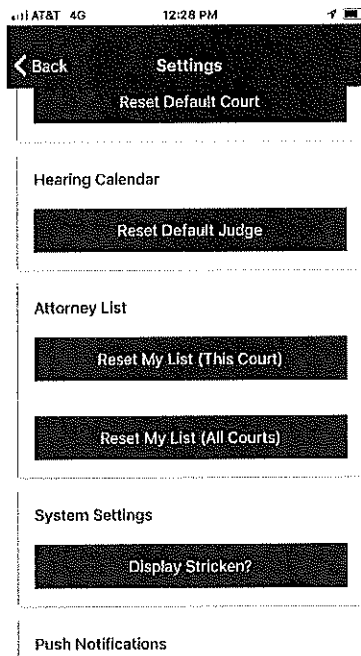 AT&T 4G 12:28 PM
Back Settings
Reset Default Court
Hearing Calendar
Reset Default Judge
Attorney List
Reset My List (This Court)
Reset My List (All Courts)
System Settings
Display Stricken?
Push Notifications